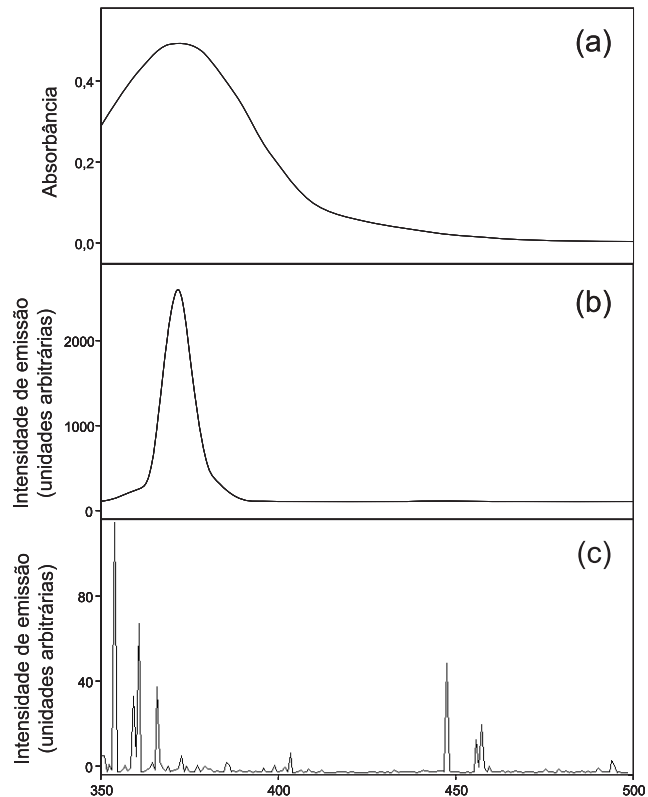 (a)
Absorbância
0,4
0,2
0,0
(b)
Intensidade de emissão
(unidades arbitrárias)
2000
1000
0
(c)
Intensidade de emissão
(unidades arbitrárias)
80
40
0
350 400 450 500